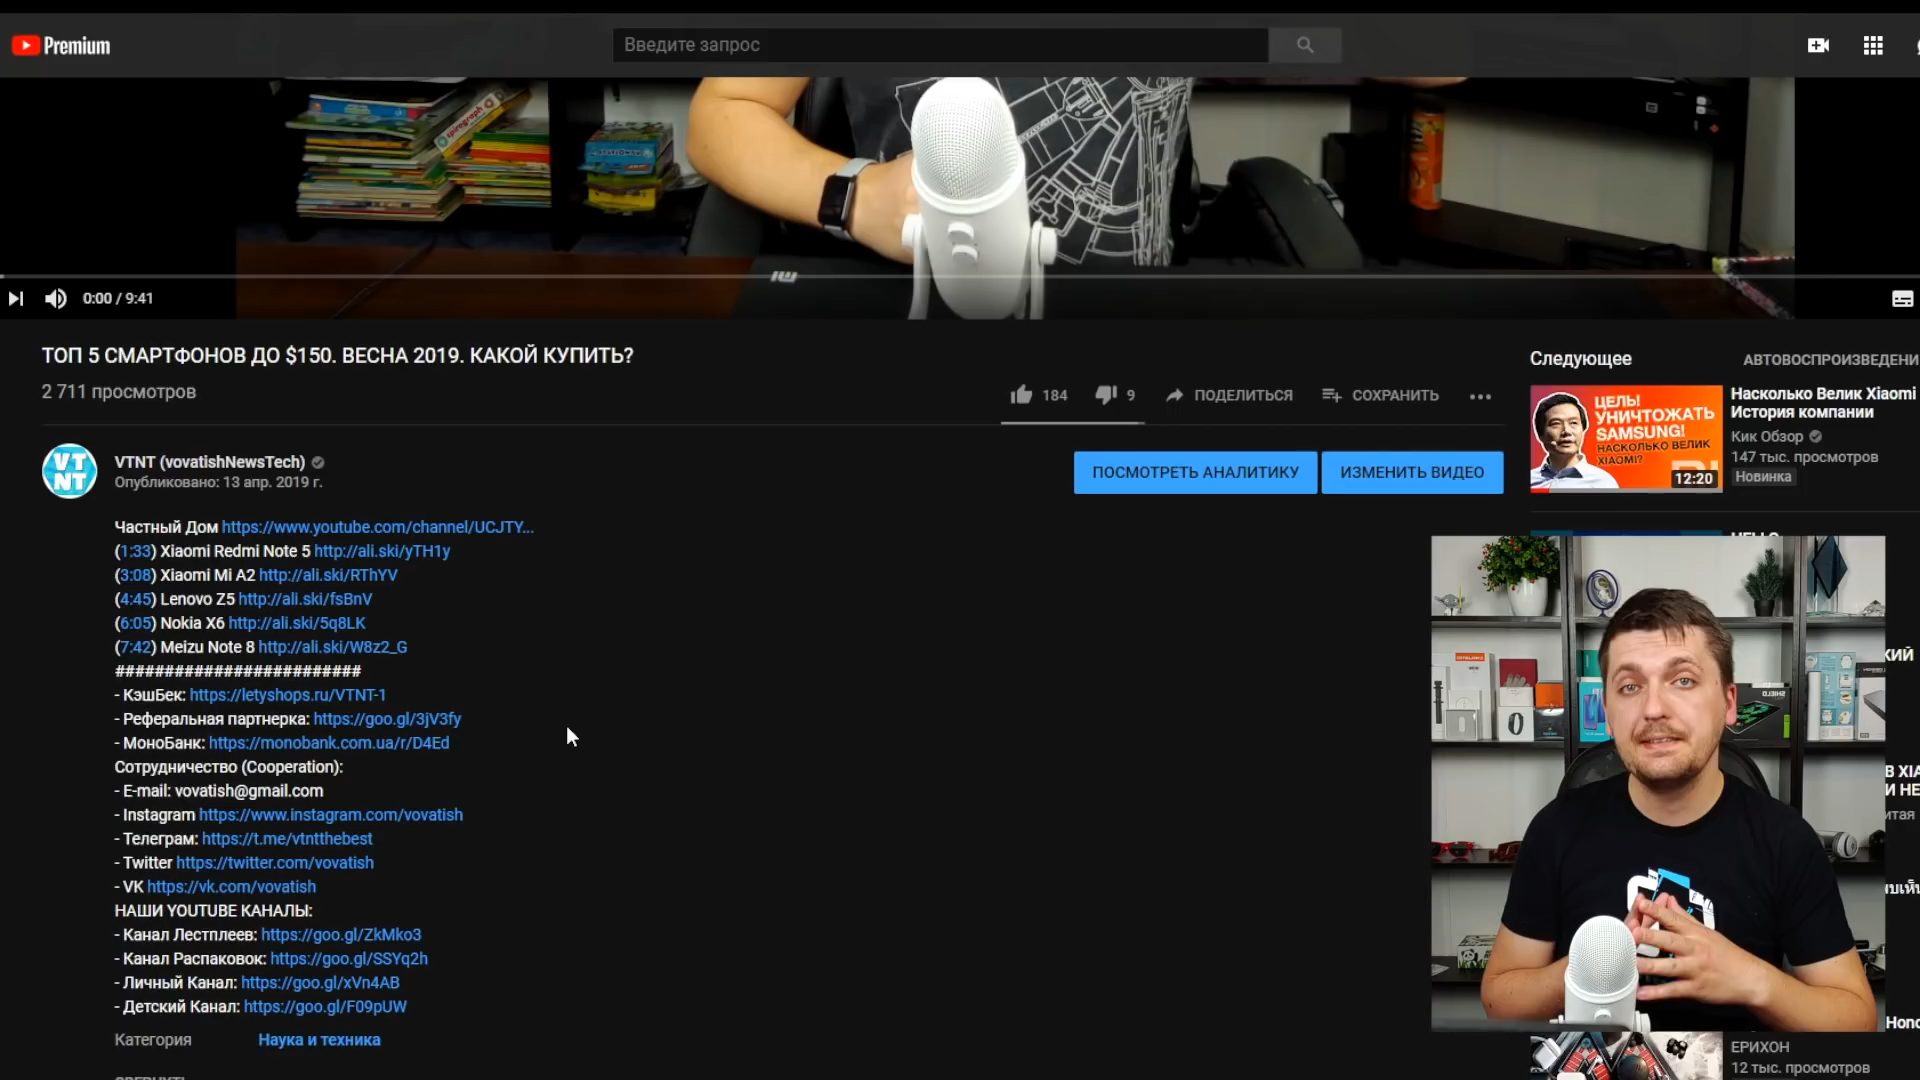 Premium
Введите запрос
0:00 / 9:41
ТОП 5 СМАРТФОНОВ ДО $150. ВЕСНА 2019. КАКОЙ КУПИТЬ?
2 711 просмотров
184
9
ПОДЕЛИТЬСЯ
СОХРАНИТЬ
VTNT (vovatishNewsTech)
Опубликовано: 13 апр. 2019 г.
VT
NT
ПОСМОТРЕТЬ АНАЛИТИКУ
ИЗМЕНИТЬ ВИДЕО
Частный Дом https://www.youtube.com/channel/UCJTY...
(1:33) Xiaomi Redmi Note 5 http://ali.ski/yTH1y
(3:08) Xiaomi Mi A2 http://ali.ski/RThYV
(4:45) Lenovo Z5 http://ali.ski/fsBnV
(6:05) Nokia X6 http://ali.ski/5q8LK
(7:42) Meizu Note 8 http://ali.ski/W8z2_G
#########################
- КэшБек: https://letyshops.ru/VTNT-1
- Реферальная партнерка: https://goo.gl/3jV3fy
- МоноБанк: https://monobank.com.ua/r/D4Ed
Сотрудничество (Cooperation):
- E-mail: vovatish@gmail.com
- Instagram https://www.instagram.com/vovatish
- Телеграм: https://t.me/vtntthebest
- Twitter https://twitter.com/vovatish
- VK https://vk.com/vovatish
НАШИ YOUTUBE КАНАЛЫ:
- Канал Лестплеев: https://goo.gl/ZkMko3
- Канал Распаковок: https://goo.gl/SSYq2h
- Личный Канал: https://goo.gl/xVn4AB
- Детский Канал: https://goo.gl/F09pUW
Категория
Наука и техника
Следующее
АВТОВОСПРОИЗВЕДЕНИ
ЦЕЛЬ!
УНИЧТОЖАТЬ
SAMSUNG!
НАСКОЛЬКО ВЕЛИК
XIAOMI?
12:20
Насколько Велик Xiaomi
История компании
Кик Обзор
147 тыс. просмотров
Новинка
КИЙ
В XIA
И НЕ
итая
Honо
ЕРИХОН
12 тыс. просмотров